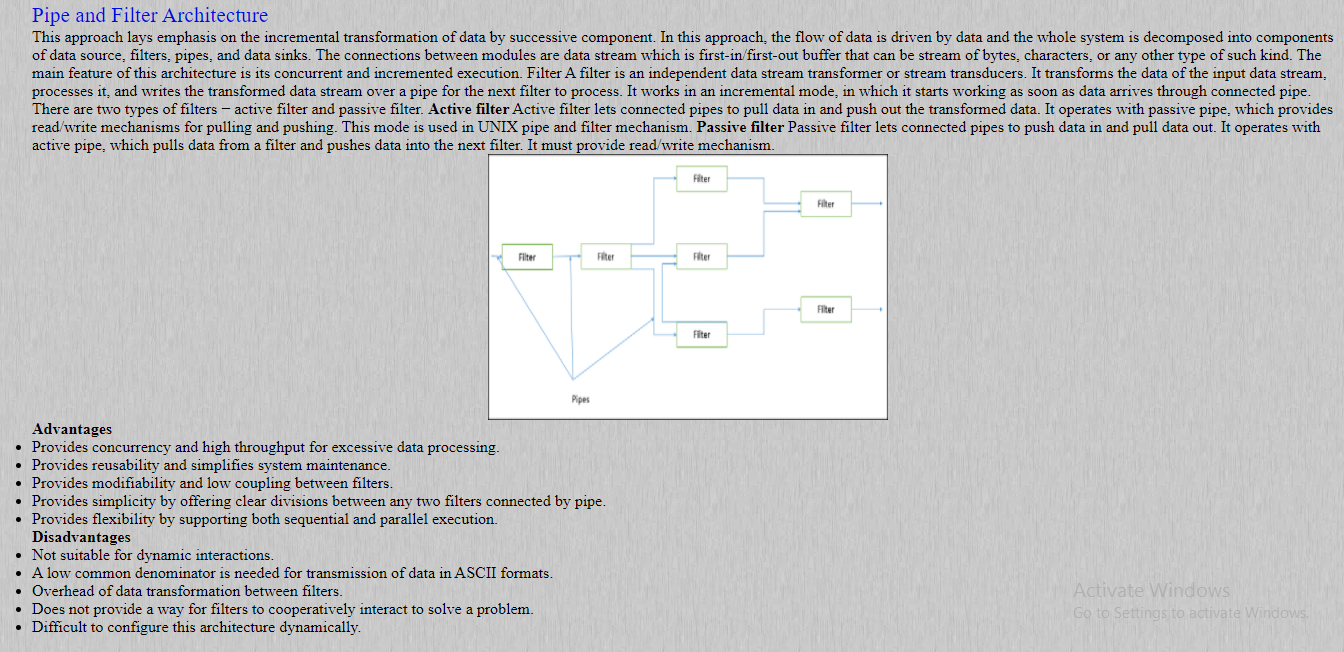 Pipe and Filter Architecture
This approach lays emphasis on the incremental transformation of data by successive component. In this approach, the flow of data is driven by data and the whole system is decomposed into components
of data source, filters, pipes, and data sinks. The connections between modules are data stream which is first-in/first-out buffer that can be stream of bytes, characters, or any other type of such kind. The
main feature of this architecture is its concurrent and incremented execution. Filter A filter is an independent data stream transformer or stream transducers. It transforms the data of the input data stream,
processes it, and writes the transformed data stream over a pipe for the next filter to process. It works in an incremental mode, in which it starts working as soon as data arrives through connected pipe.
There are two types of filters − active filter and passive filter. Active filter Active filter lets connected pipes to pull data in and push out the transformed data. It operates with passive pipe, which provides
read/write mechanisms for pulling and pushing. This mode is used in UNIX pipe and filter mechanism. Passive filter Passive filter lets connected pipes to push data in and pull data out. It operates with
active pipe, which pulls data from a filter and pushes data into the next filter. It must provide read/write mechanism.
Filter
Filter
Filter
Filter
Filter
Filter
Filter
Pipes
Advantages
• Provides concurrency and high throughput for excessive data processing.
• Provides reusability and simplifies system maintenance.
• Provides modifiability and low coupling between filters.
• Provides simplicity by offering clear divisions between any two filters connected by pipe.
• Provides flexibility by supporting both sequential and parallel execution.
Disadvantages
• Not suitable for dynamic interactions.
• A low common denominator is needed for transmission of data in ASCII formats.
• Overhead of data transformation between filters.
• Does not provide a way for filters to cooperatively interact to solve a problem.
• Difficult to configure this architecture dynamically.
Activate Windows
Go to Settings to activate Windows.